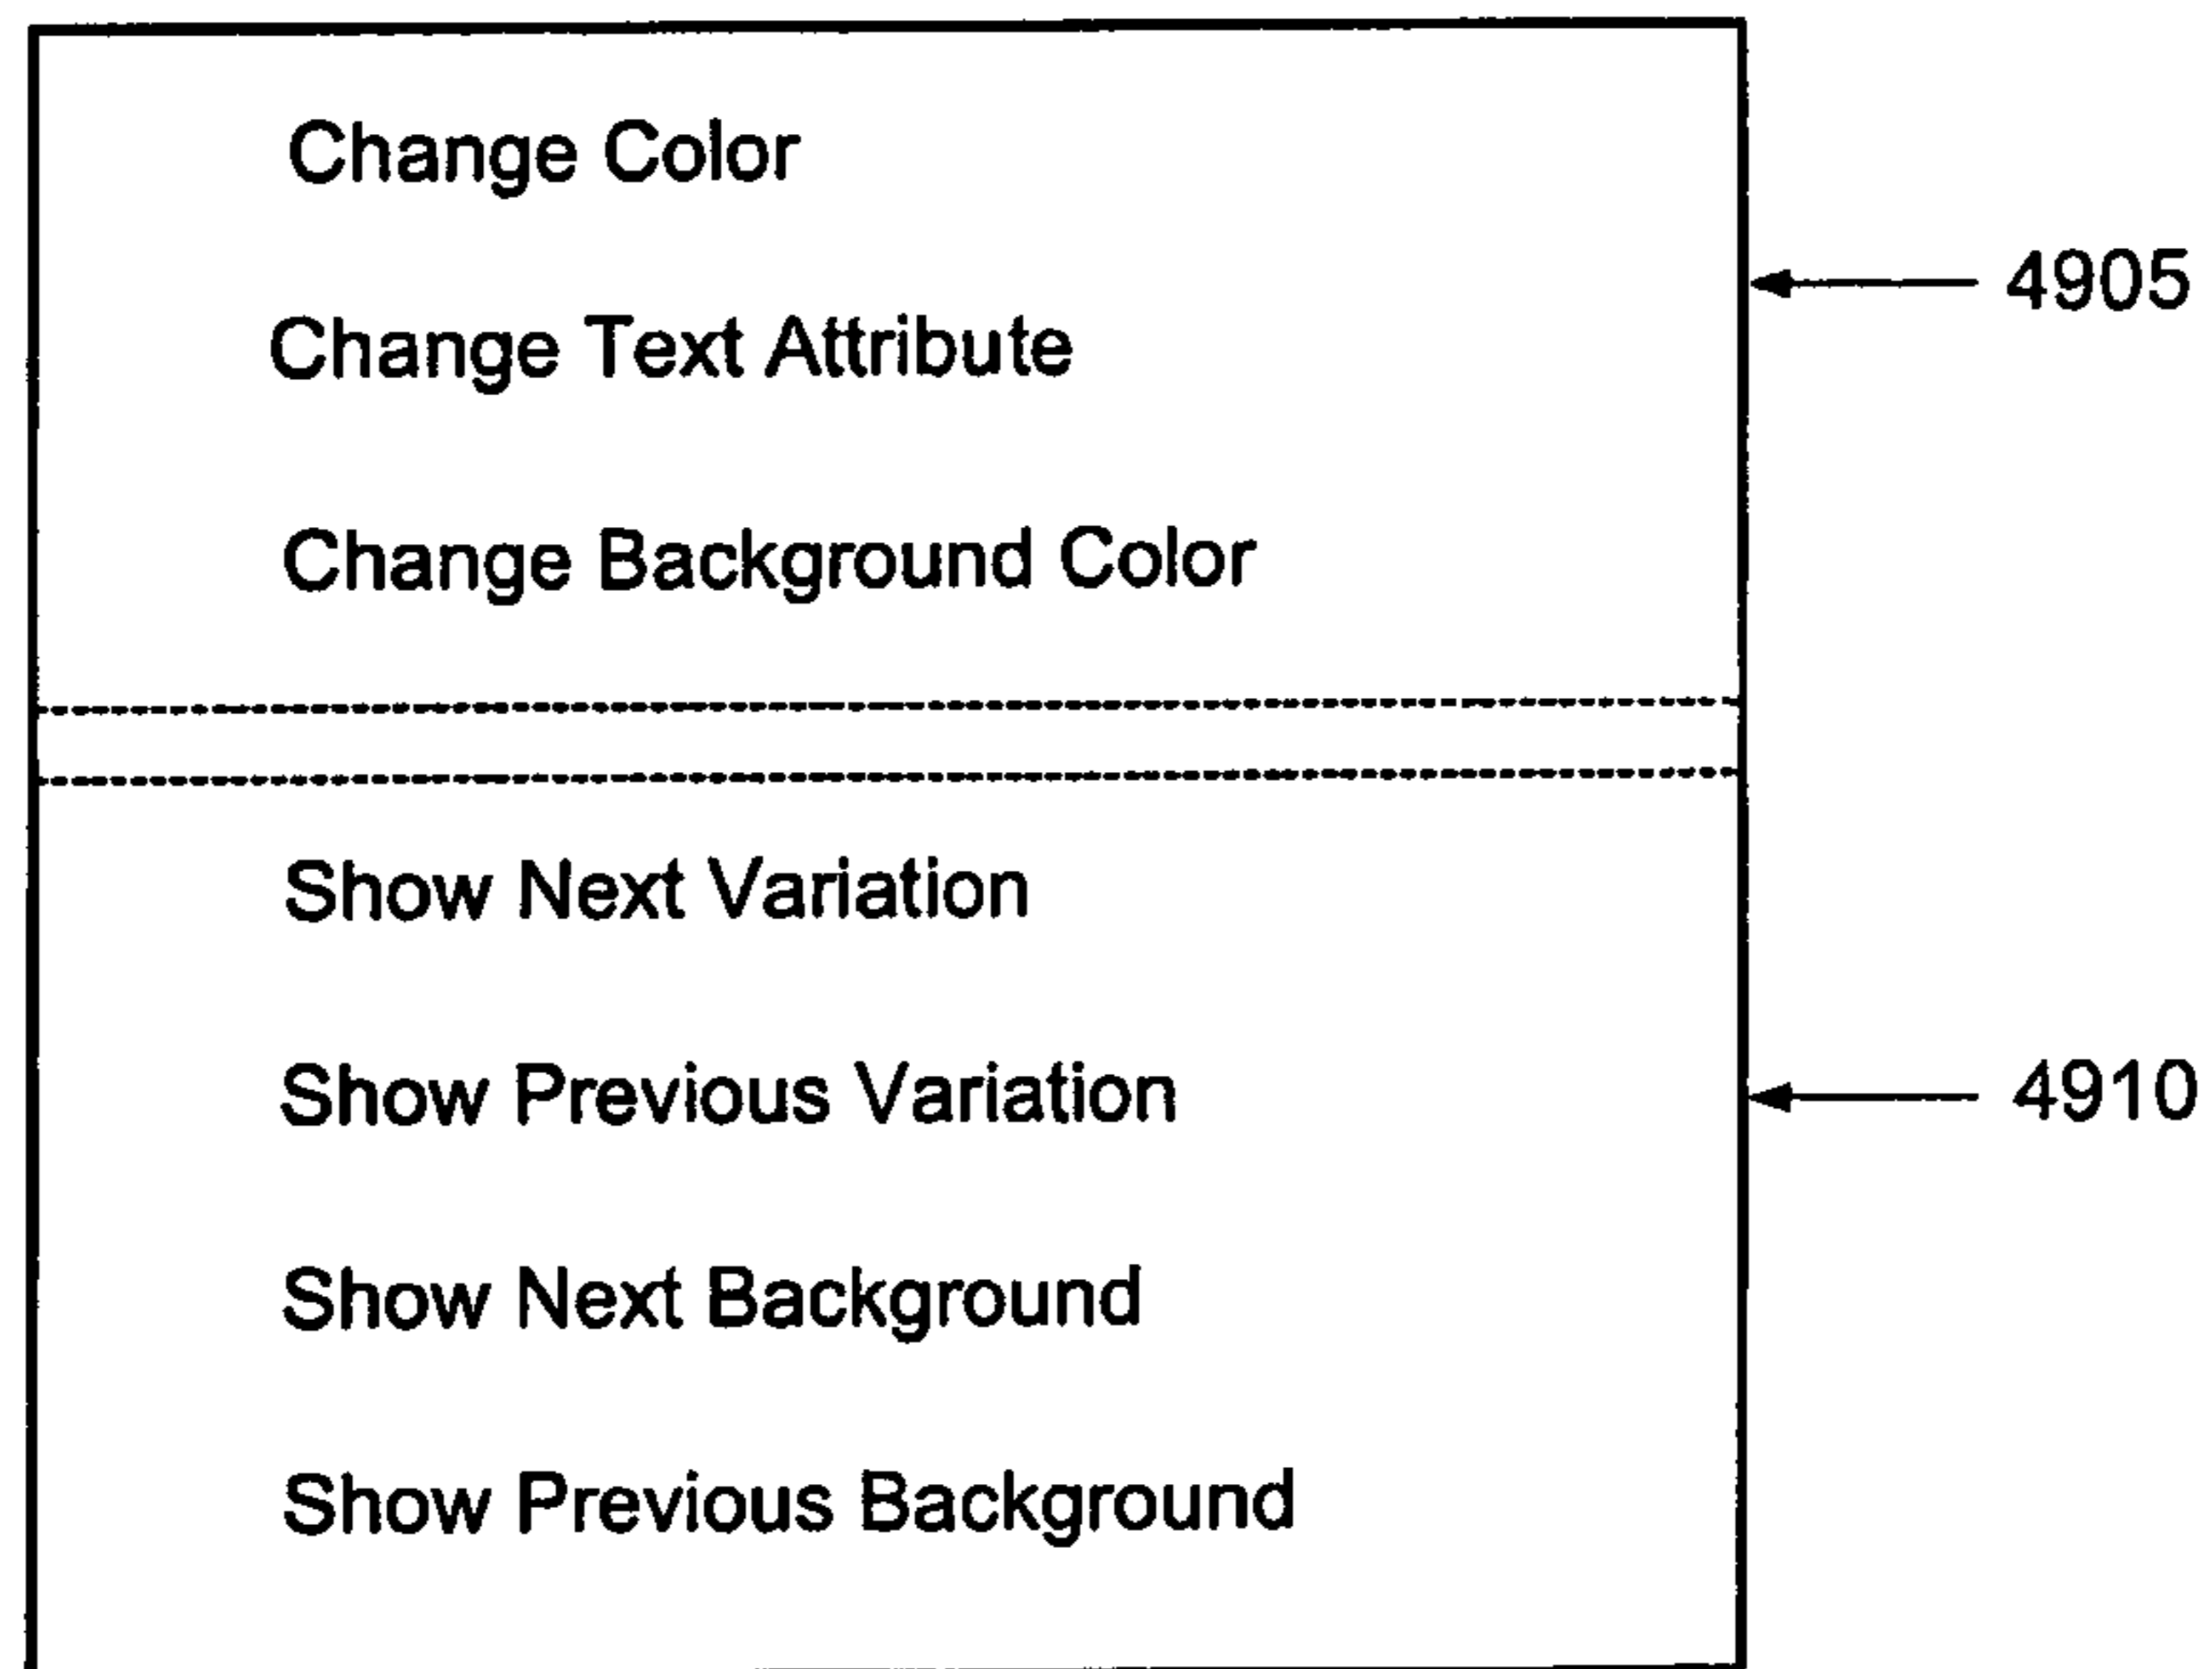 Change Color
4905
Change Text Attribute
Change Background Color
Show Next Variation
Show Previous Variation
4910
Show Next Background
Show Previous Background